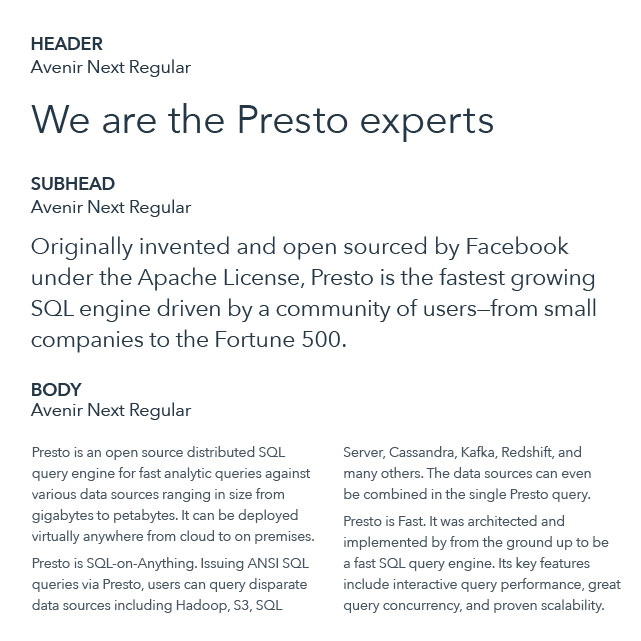 HEADER
Avenir Next Regular
We are the Presto experts
SUBHEAD
Avenir Next Regular
Originally invented and open sourced by Facebook
under the Apache License, Presto is the fastest growing
SQL engine driven by a community of users—from small
companies to the Fortune 500.
BODY
Avenir Next Regular
Presto is an open source distributed SQL
query engine for fast analytic queries against
various data sources ranging in size from
gigabytes to petabytes. It can be deployed
virtually anywhere from cloud to on premises.
Presto is SQL-on-Anything. Issuing ANSI SQL
queries via Presto, users can query disparate
data sources including Hadoop, S3, SQL
Server, Cassandra, Kafka, Redshift, and
many others. The data sources can even
be combined in the single Presto query.
Presto is Fast. It was architected and
implemented by from the ground up to be
a fast SQL query engine. Its key features
include interactive query performance, great
query concurrency, and proven scalability.